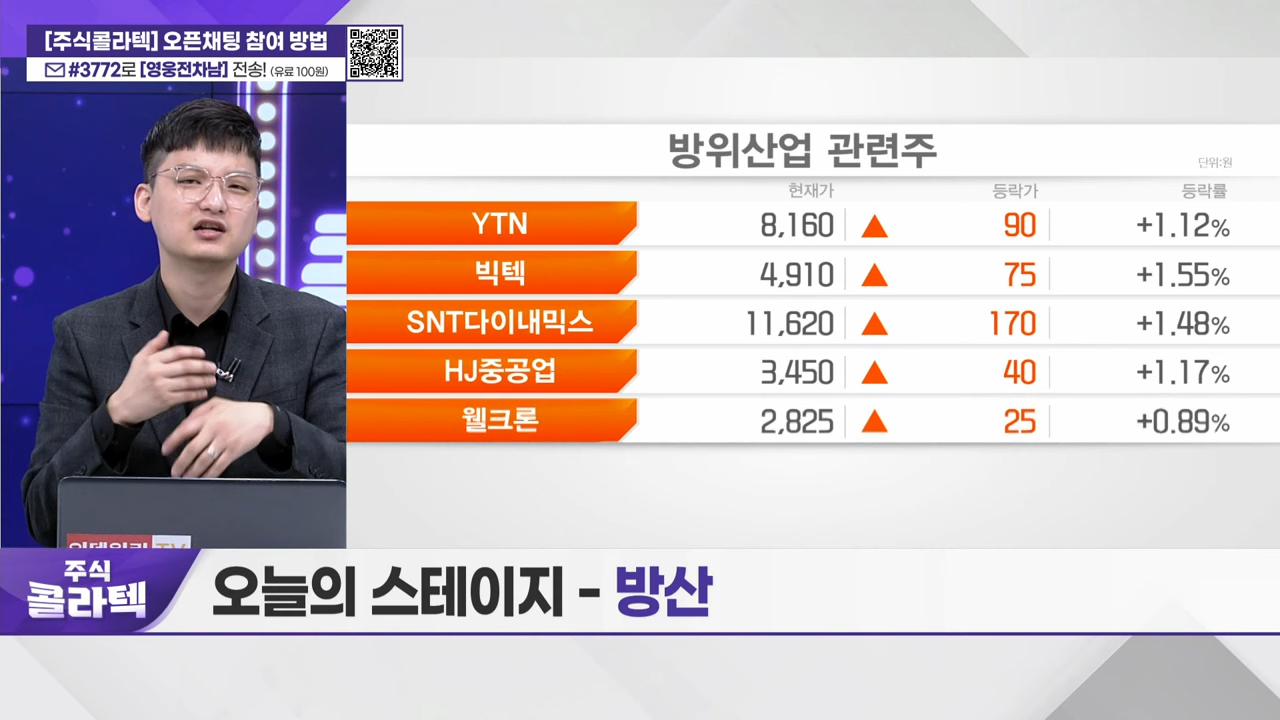 [주식콜라텍] 오픈채팅 참여 방법
#3772로 [영웅전차남] 전송! (유료 100원)
방위산업 관련주
단위:원
현재가 등락가 등락률
YTN 8,160 ▲ 90 +1.12%
빅텍 4,910 ▲ 75 +1.55%
SNT다이내믹스 11,620 ▲ 170 +1.48%
HJ중공업 3,450 ▲ 40 +1.17%
웰크론 2,825 ▲ 25 +0.89%
주식
콜라텍
오늘의 스테이지 - 방산